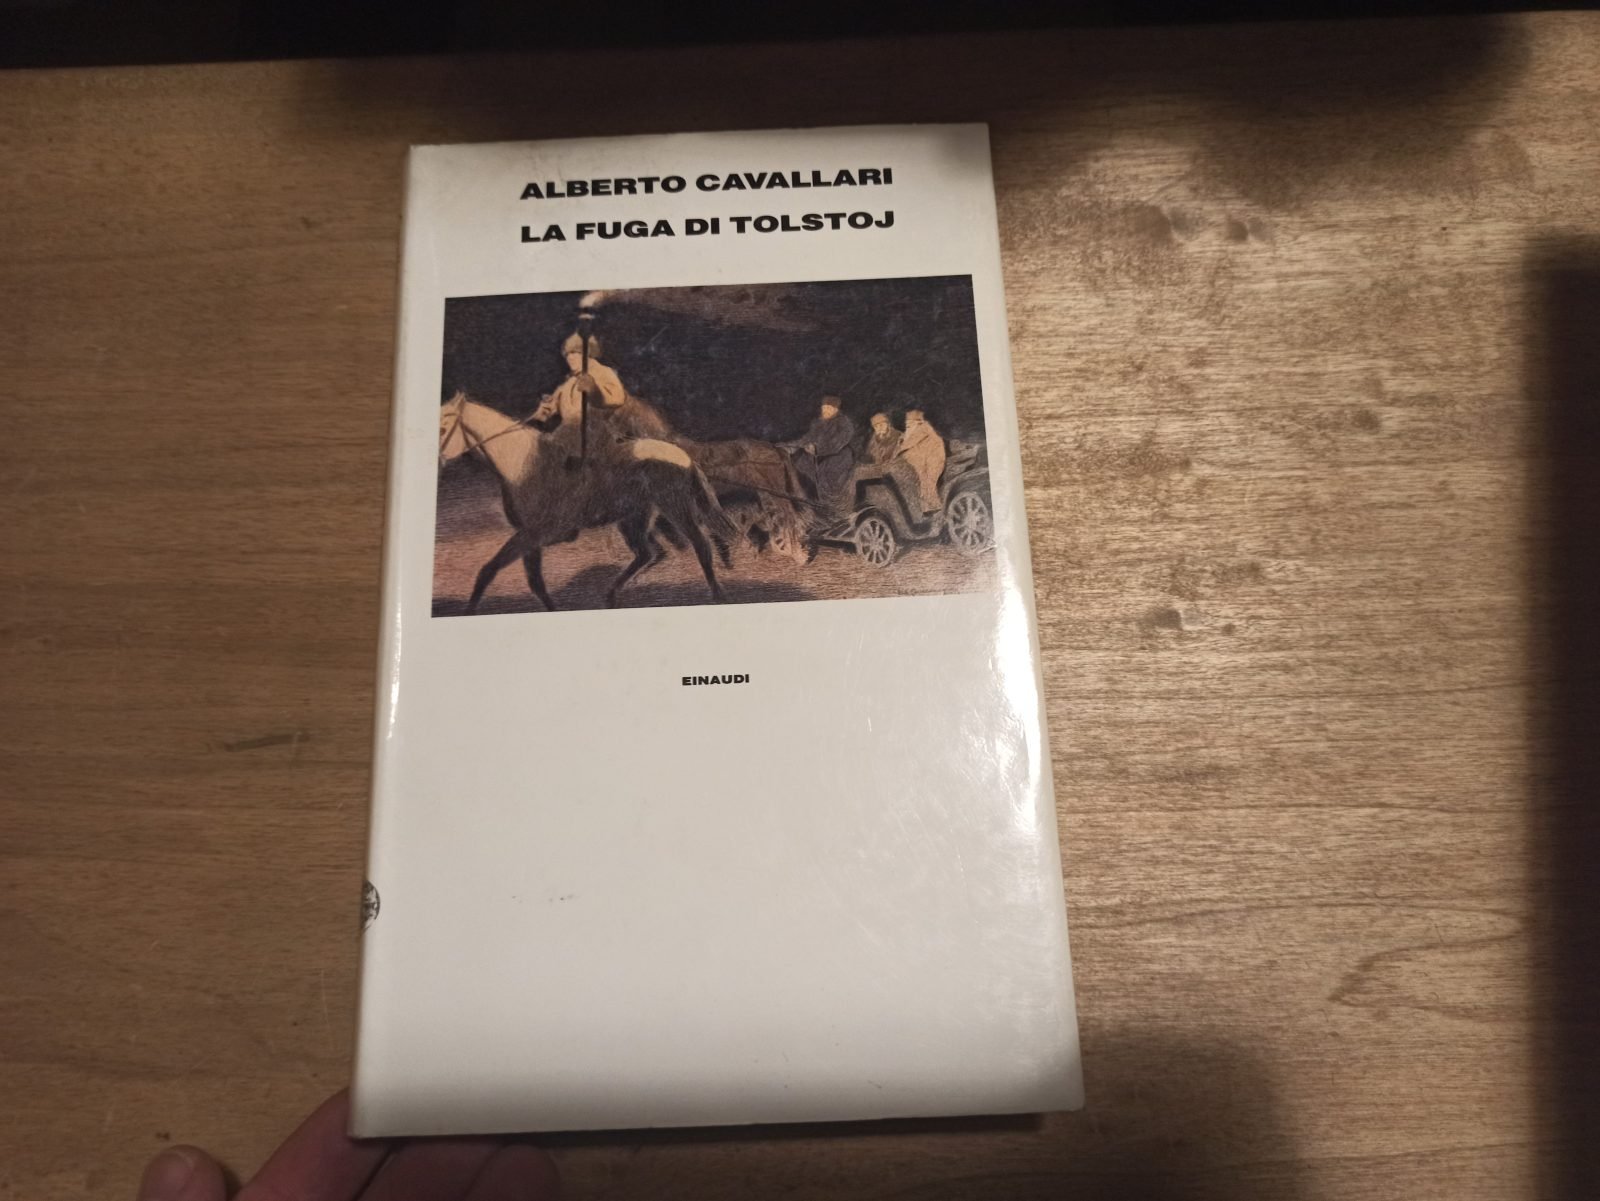 ALBERTO CAVALLARI
LA FUGA DI TOLSTOJ
EINAUDI